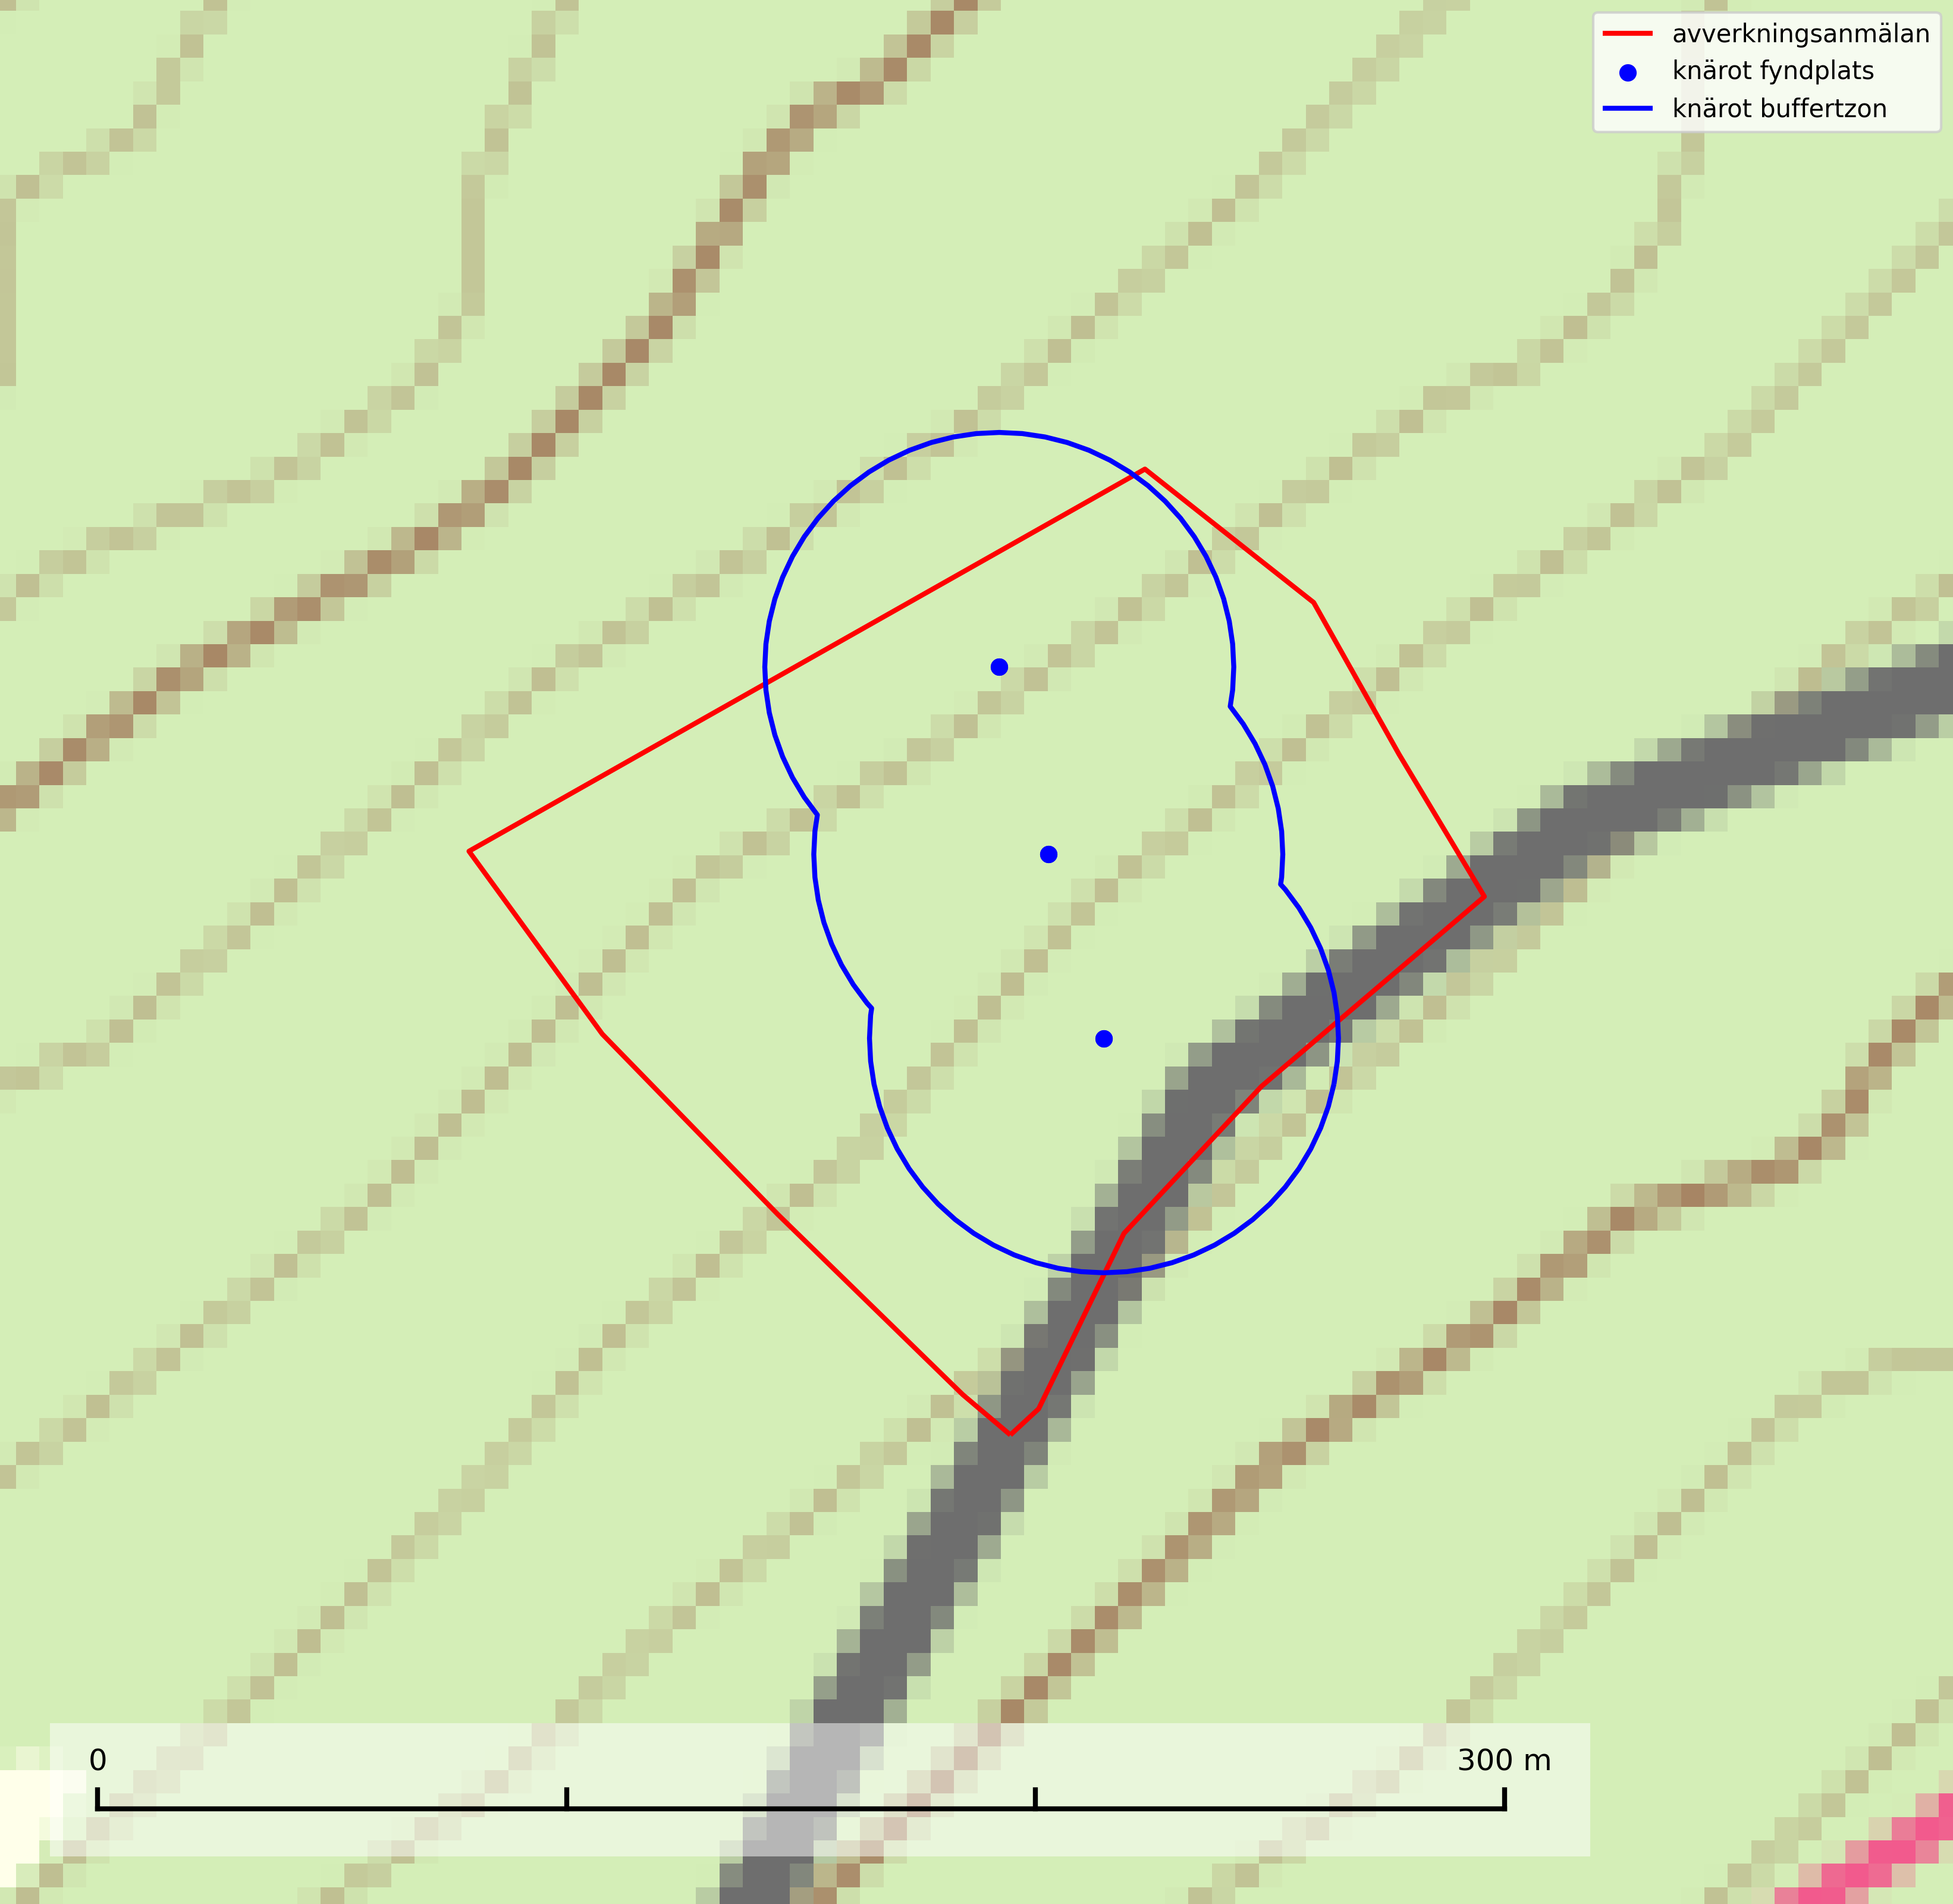 avverkningsanmälan
knärot fyndplats
knärot buffertzon
0
300 m